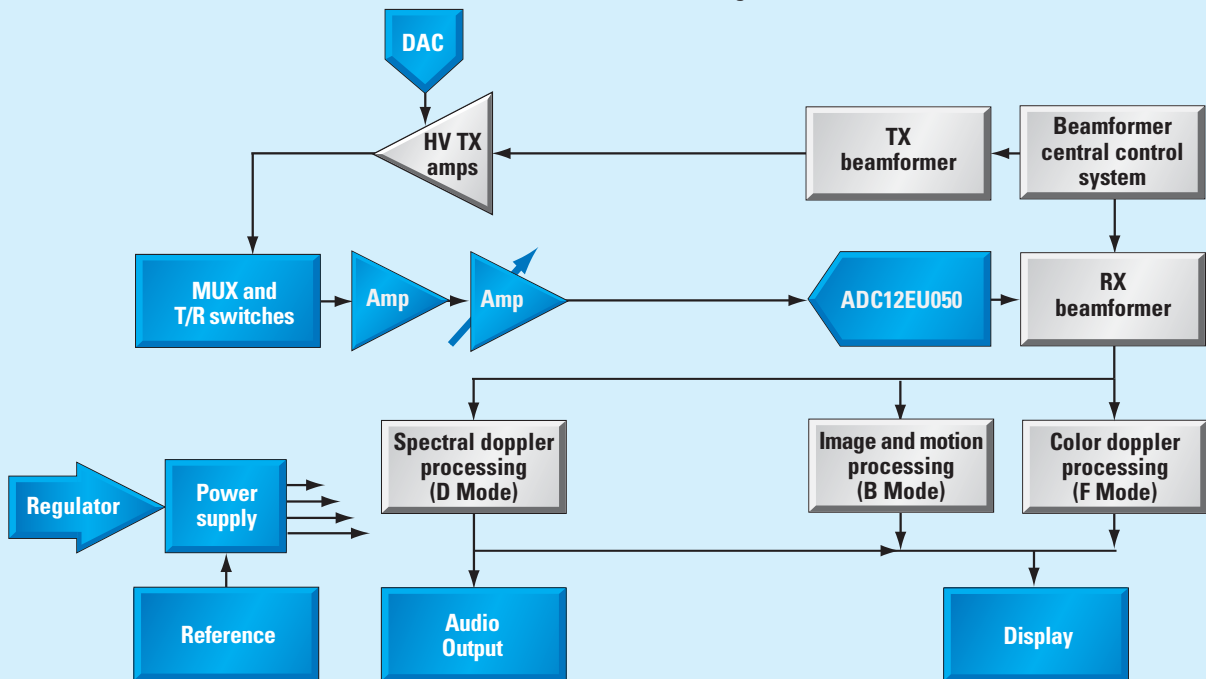 DAC
HV TX
amps
TX
beamformer
Beamformer
central control
system
MUX and
T/R switches
Amp
Amp
ADC12EU050
RX
beamformer
Spectral doppler
processing
(D Mode)
Image and motion
processing
(B Mode)
Color doppler
processing
(F Mode)
Regulator
Power
supply
Reference
Audio
Output
Display